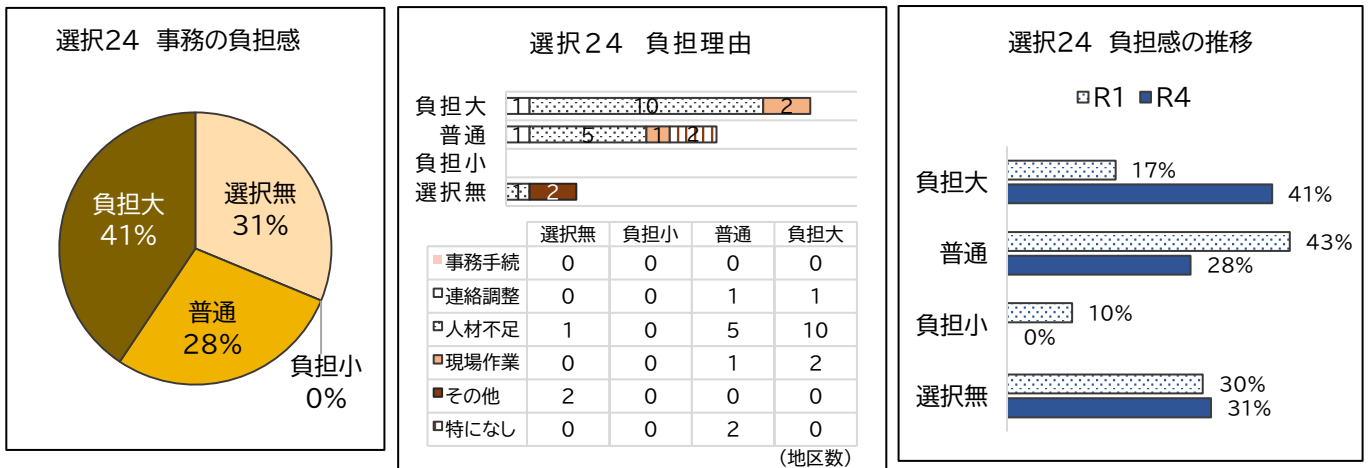 選択24 事務の負担感
選択無
31%
負担大
41%
普通
28%
負担小
0%
選択24 負担理由
負担大 1 10 2
普通 1 5 1 2
負担小
選択無 1 2
選択無 負担小 普通 負担大
事務手続 0 0 0 0
連絡調整 0 0 1 1
人材不足 1 0 5 10
現場作業 0 0 1 2
その他 2 0 0 0
特になし 0 0 2 0
(地区数)
選択24 負担感の推移
R1 R4
負担大 17%
41%
普通 43%
28%
負担小 10%
0%
選択無 30%
31%